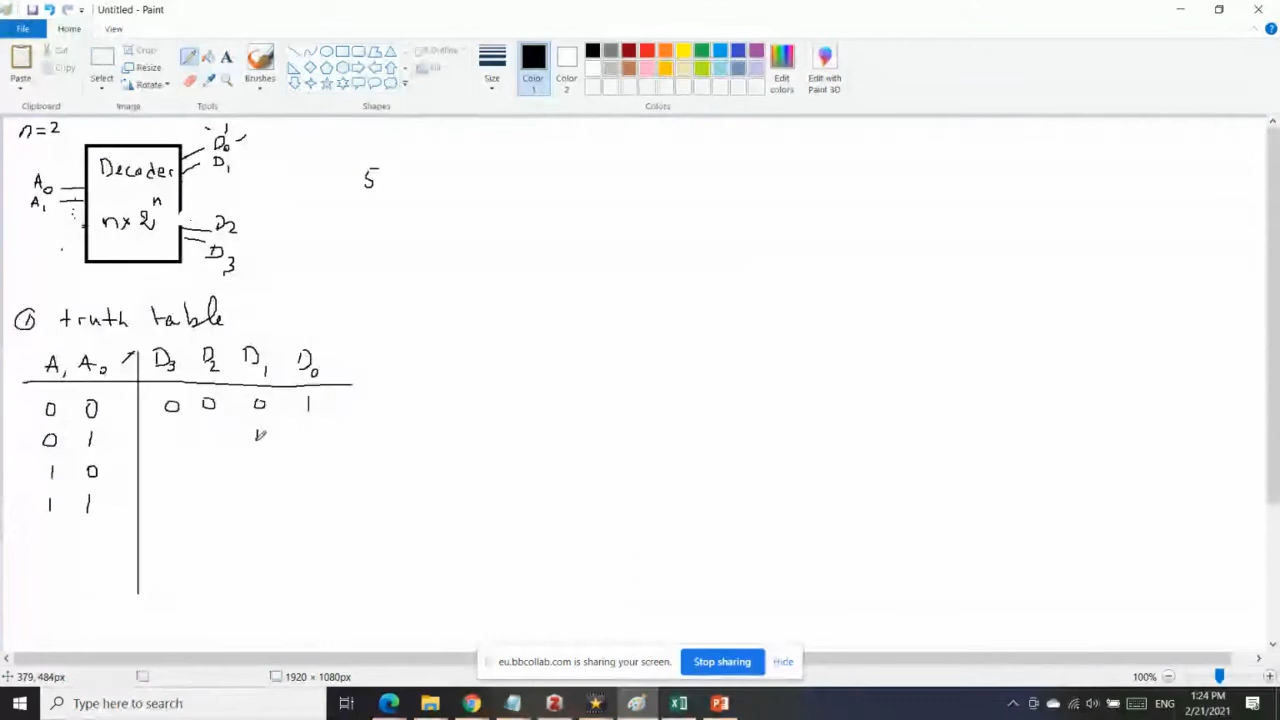 Untitled - Paint
File Home View
Paste Cut Copy Clipboard
Select Crop Resize Rotate Image
Tools
Brushes
Outline Fill Shapes
Size
Color 1
Color 2
Edit colors
Edit with Paint 3D
Colors
n=2
D0
D1
A0
A1
Decoder
n×2^n
D2
D3
5
① truth table
A1 A0 D3 D2 D1 D0
0 0 0 0 0 1
0 1
1 0
1 1
eu.bbcollab.com is sharing your screen. Stop sharing Hide
379, 484px 1920 × 1080px 100%
Type here to search ENG 1:24 PM 2/21/2021